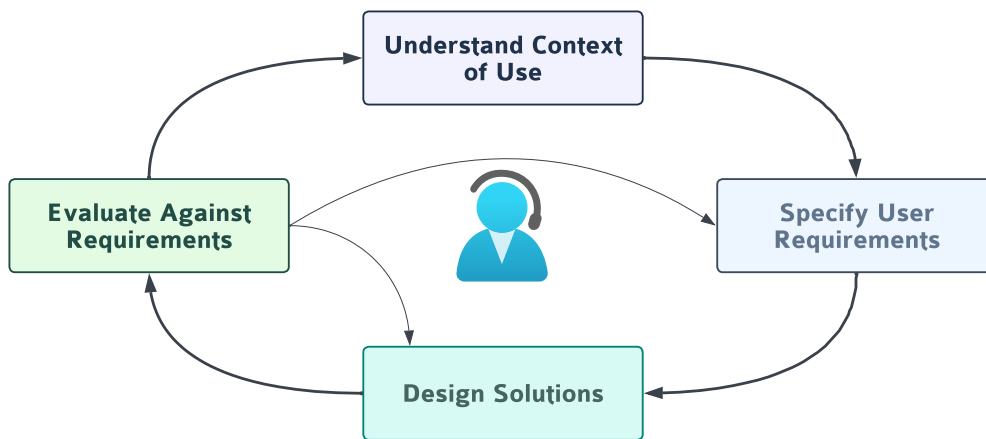 Understand Context
of Use
Evaluate Against
Requirements
Specify User
Requirements
Design Solutions